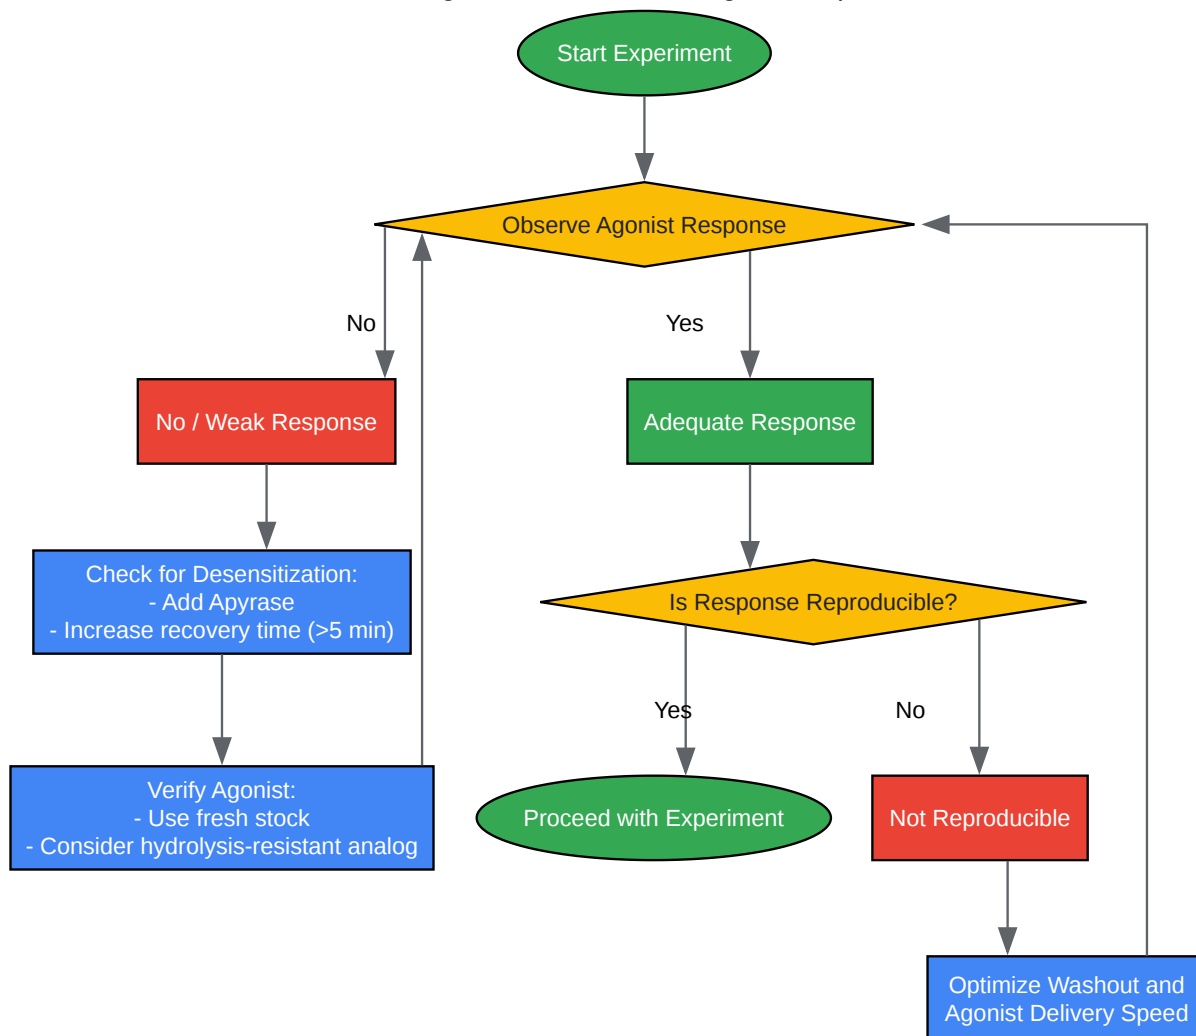 Start Experiment
Observe Agonist Response
No
Yes
No / Weak Response
Adequate Response
Check for Desensitization:
- Add Apyrase
- Increase recovery time (>5 min)
Is Response Reproducible?
Yes
No
Verify Agonist:
- Use fresh stock
- Consider hydrolysis-resistant analog
Proceed with Experiment
Not Reproducible
Optimize Washout and
Agonist Delivery Speed